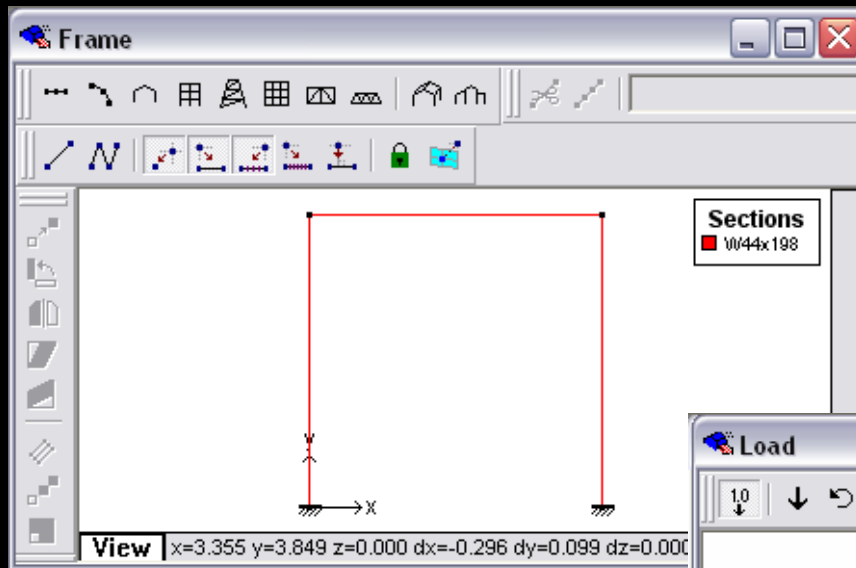 Frame
Sections
W44x198
Y
X
View x=3.355 y=3.849 z=0.000 dx=-0.296 dy=0.099 dz=0.000
Load
1.0